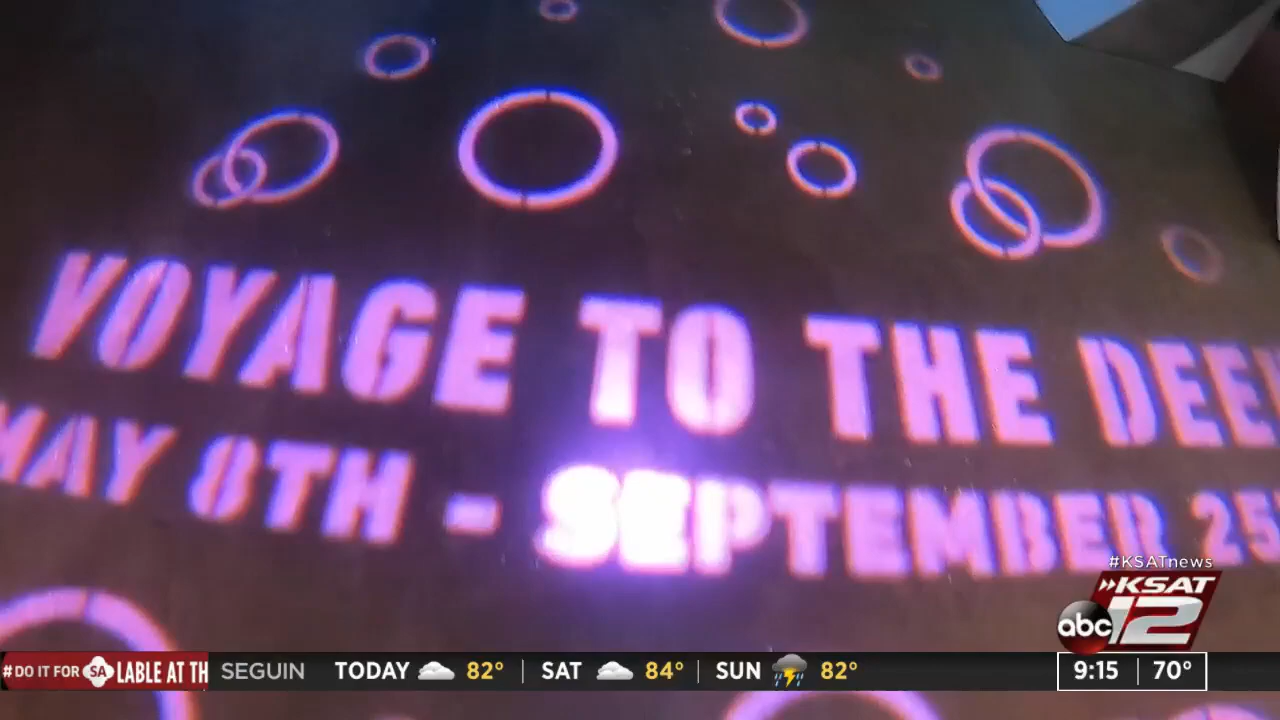 VOYAGE TO THE DEEP
MAY 8TH - SEPTEMBER 25
#KSATnews
KSAT
abc 12
#DO IT FOR SA LABLE AT TH SEGUIN TODAY 82° SAT 84° SUN 82° 9:15 70°